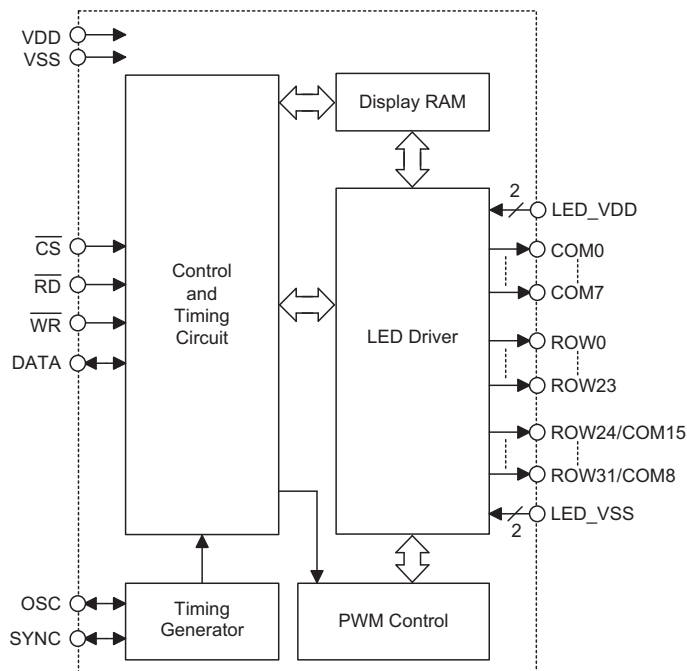 VDD
VSS
Display RAM
2
LED_VDD
CS
COM0
RD
Control
and
Timing
Circuit
COM7
WR
LED Driver
ROW0
DATA
ROW23
ROW24/COM15
ROW31/COM8
LED_VSS
2
OSC
SYNC
Timing
Generator
PWM Control